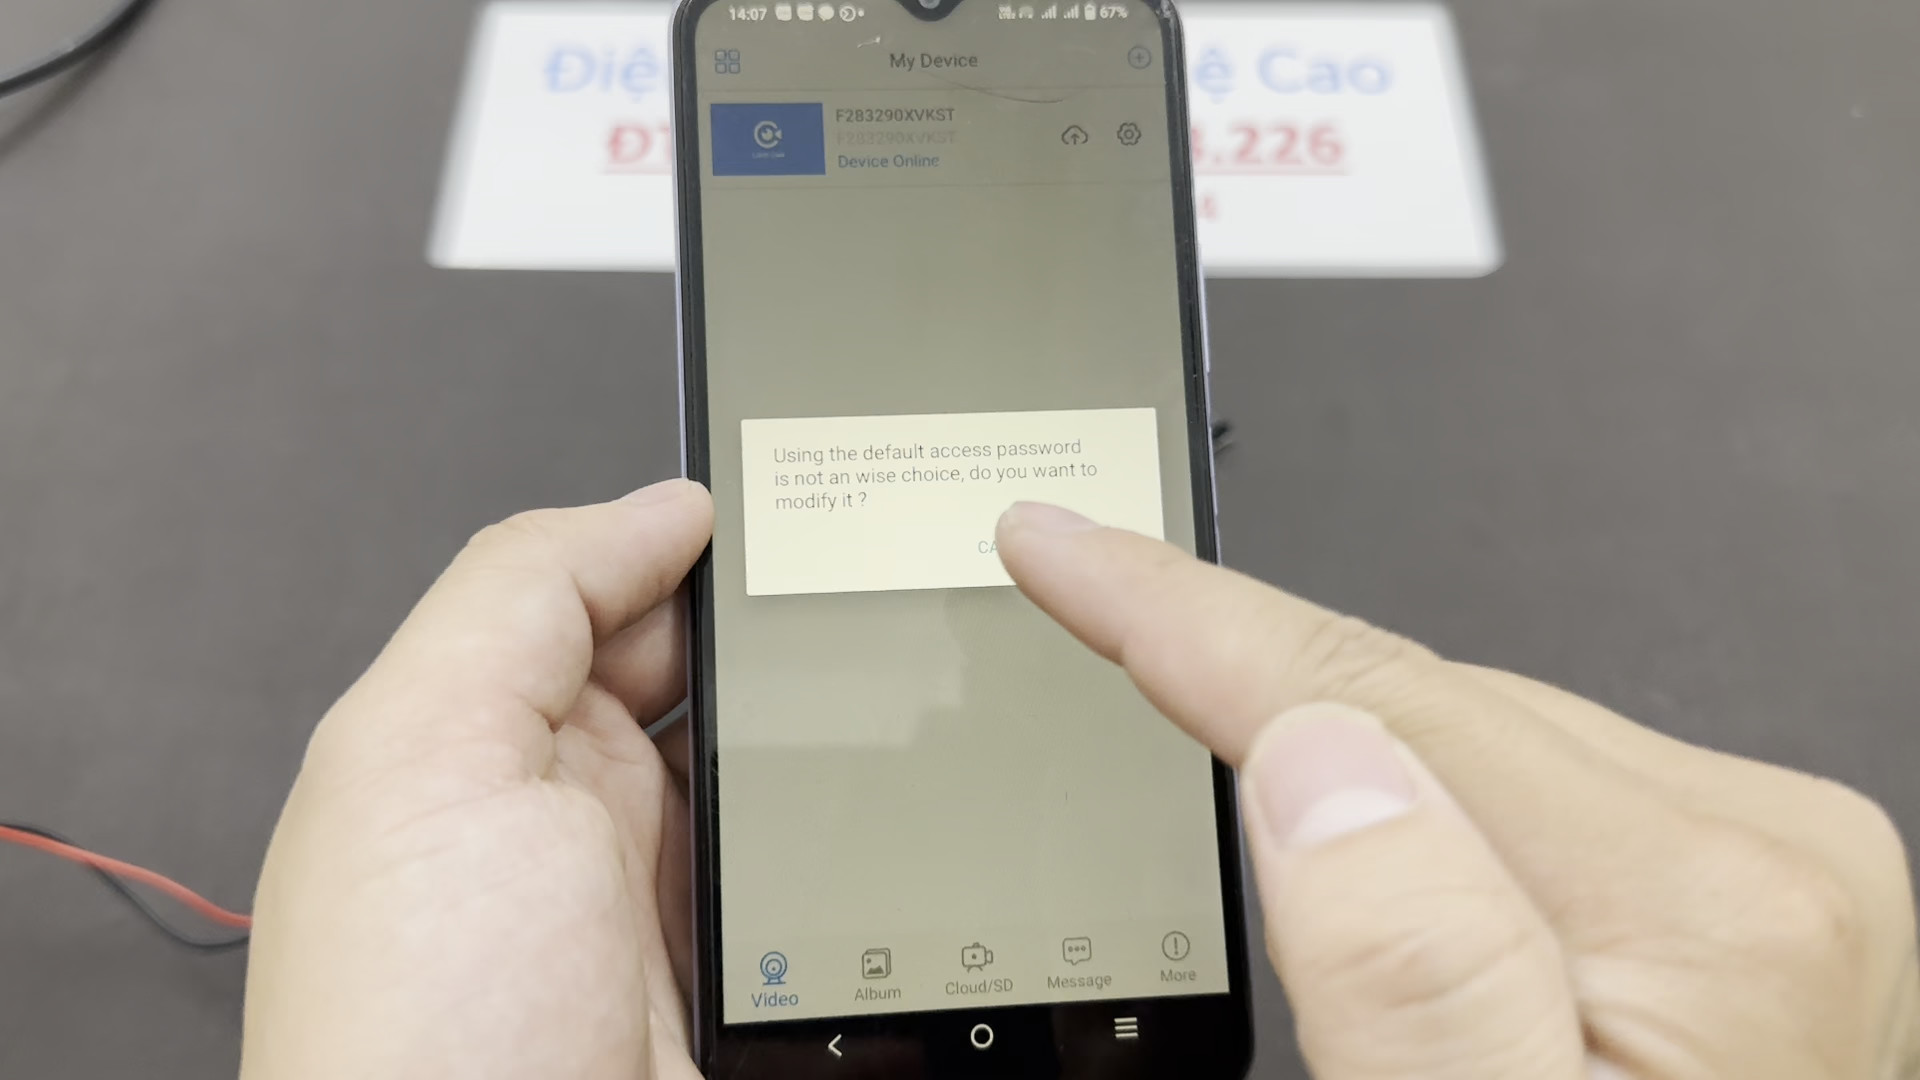 14:07
67%
My Device
F283290XVKST
F283290XVKST
Device Online
Using the default access password
is not an wise choice, do you want to
modify it ?
Video
Album
Cloud/SD
Message
More
Cao
.226